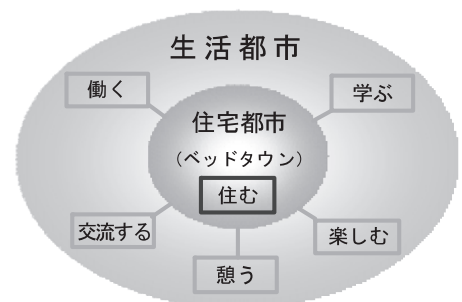 生活都市
働く
学ぶ
住宅都市
（ベッドタウン）
住む
交流する
楽しむ
憩う